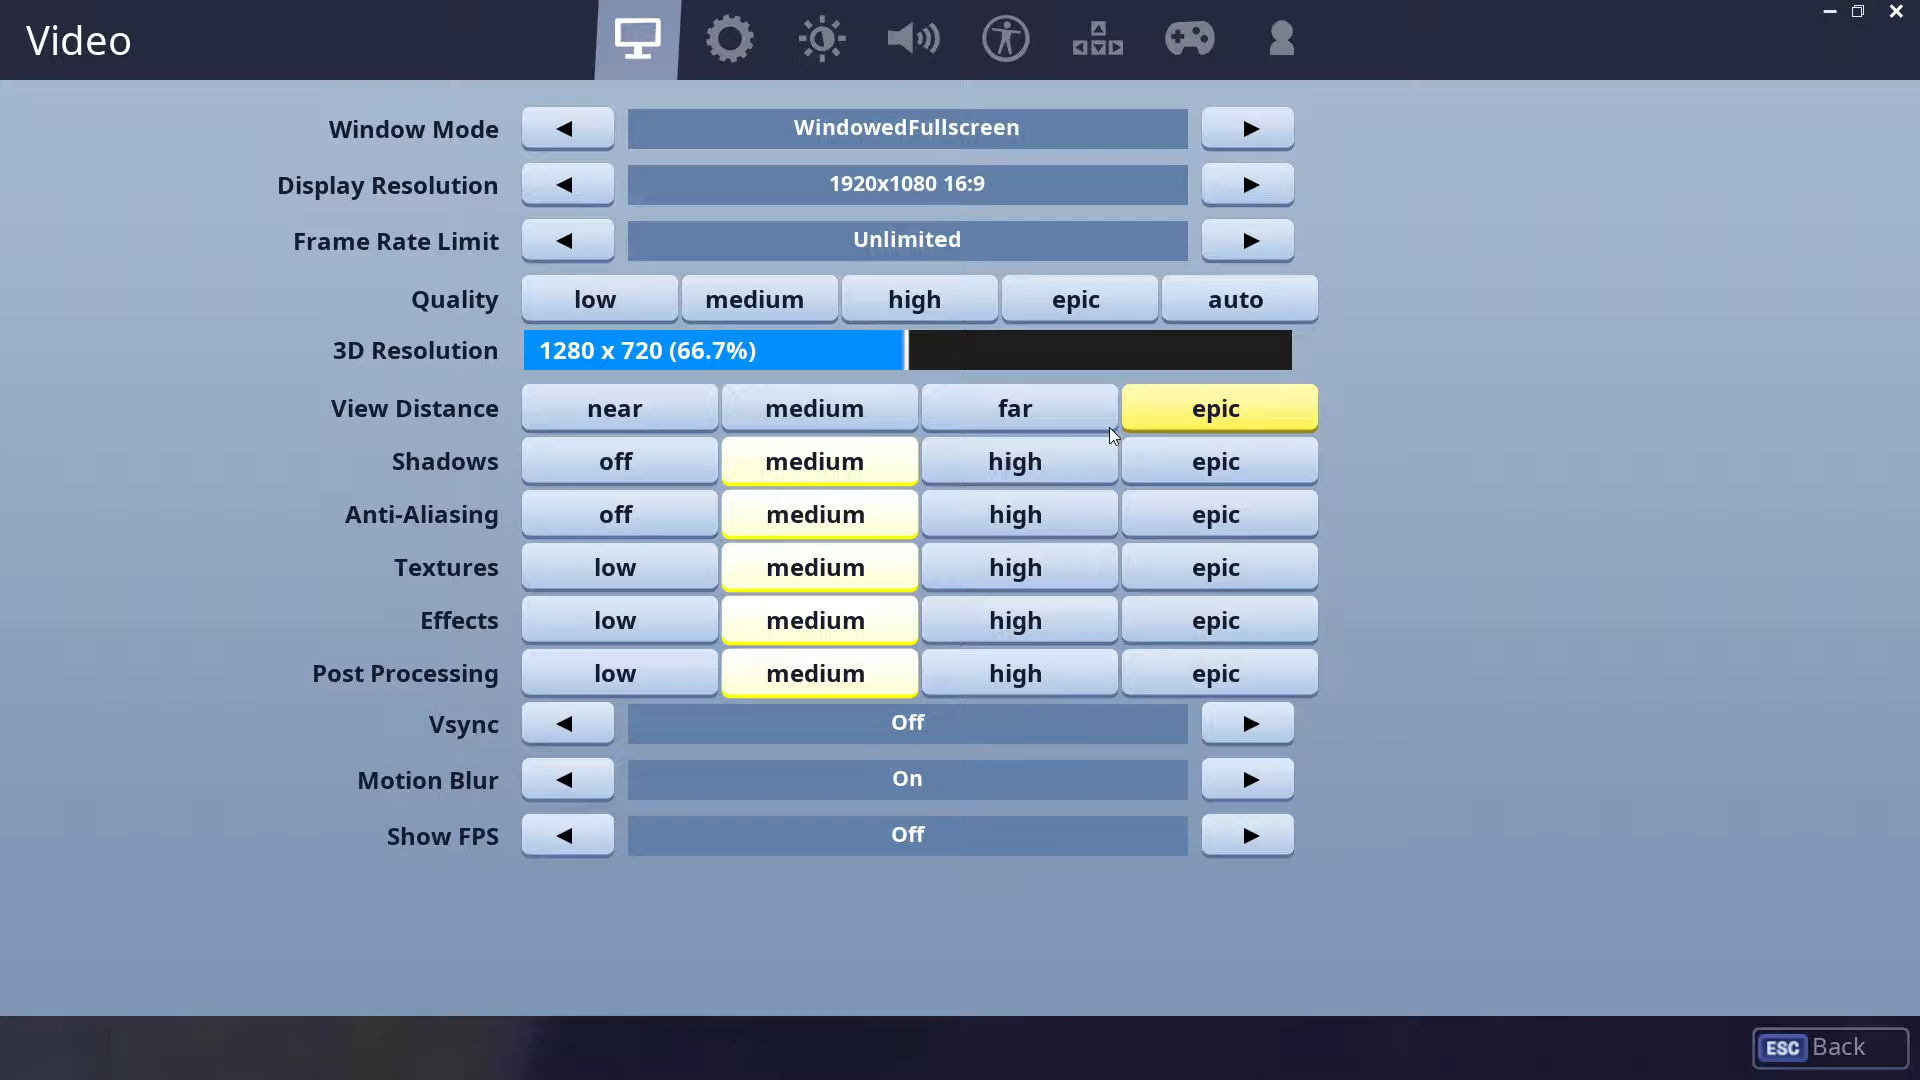 Video
Window Mode WindowedFullscreen
Display Resolution 1920x1080 16:9
Frame Rate Limit Unlimited
Quality low medium high epic auto
3D Resolution 1280 x 720 (66.7%)
View Distance near medium far epic
Shadows off medium high epic
Anti-Aliasing off medium high epic
Textures low medium high epic
Effects low medium high epic
Post Processing low medium high epic
Vsync Off
Motion Blur On
Show FPS Off
ESC Back